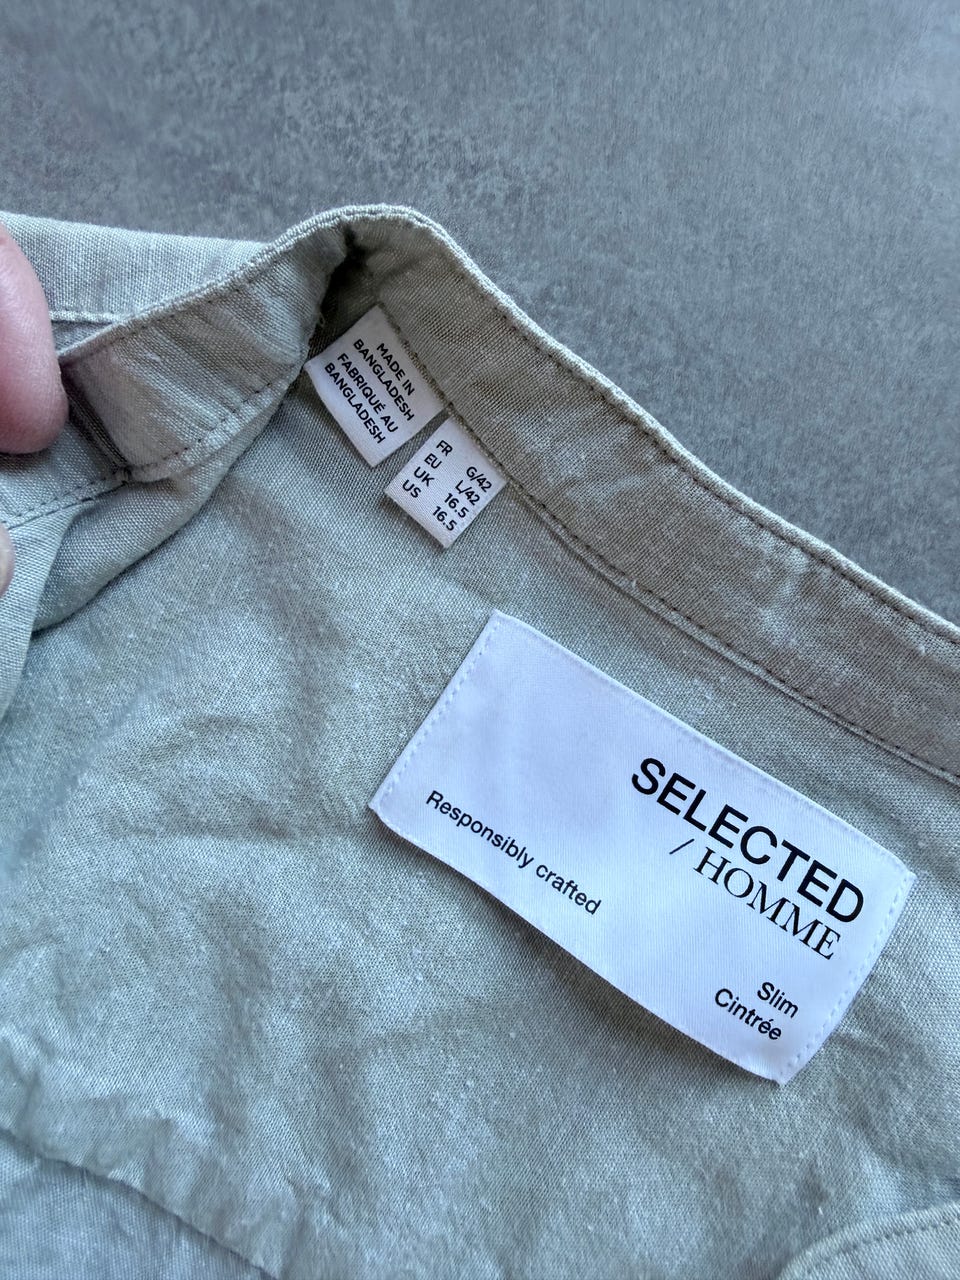 MADE IN
BANGLADESH
FABRIQUÉ AU
BANGLADESH
FR G/42
EU L/42
UK 16.5
US 16.5
SELECTED
/ HOMME
Responsibly crafted
Slim
Cintrée